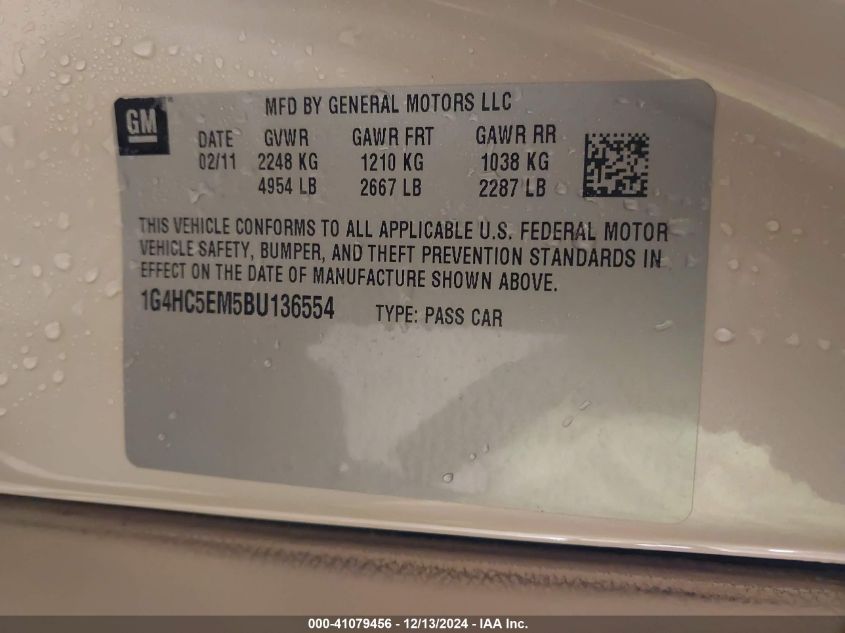 GM
MFD BY GENERAL MOTORS LLC
DATE GVWR GAWR FRT GAWR RR
02/11 2248 KG 1210 KG 1038 KG
4954 LB 2667 LB 2287 LB
THIS VEHICLE CONFORMS TO ALL APPLICABLE U.S. FEDERAL MOTOR
VEHICLE SAFETY, BUMPER, AND THEFT PREVENTION STANDARDS IN
EFFECT ON THE DATE OF MANUFACTURE SHOWN ABOVE.
1G4HC5EM5BU136554 TYPE: PASS CAR
000-41079456 - 12/13/2024 - IAA Inc.